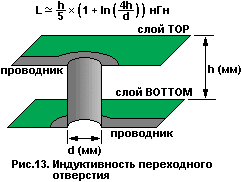 L ≃ h/5 × (1 + ln(4h/d)) нГн
слой TOP
проводник
h (мм)
слой BOTTOM
проводник
d (мм)
Рис.13. Индуктивность переходного
отверстия